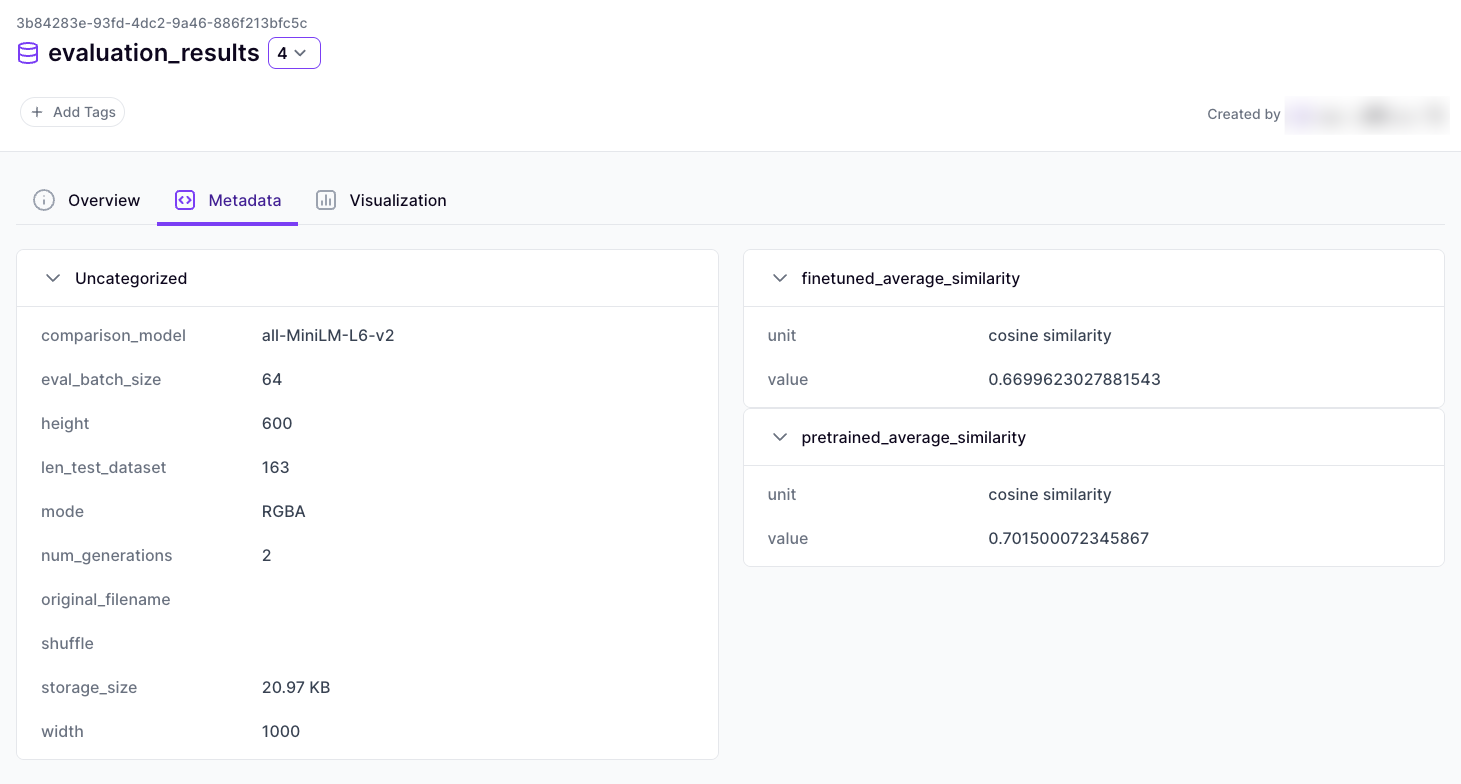 3b84283e-93fd-4dc2-9a46-886f213bfc5c
evaluation_results 4
Add Tags
Created by
Overview Metadata Visualization
Uncategorized
comparison_model all-MiniLM-L6-v2
eval_batch_size 64
height 600
len_test_dataset 163
mode RGBA
num_generations 2
original_filename
shuffle
storage_size 20.97 KB
width 1000
finetuned_average_similarity
unit cosine similarity
value 0.6699623027881543
pretrained_average_similarity
unit cosine similarity
value 0.701500072345867